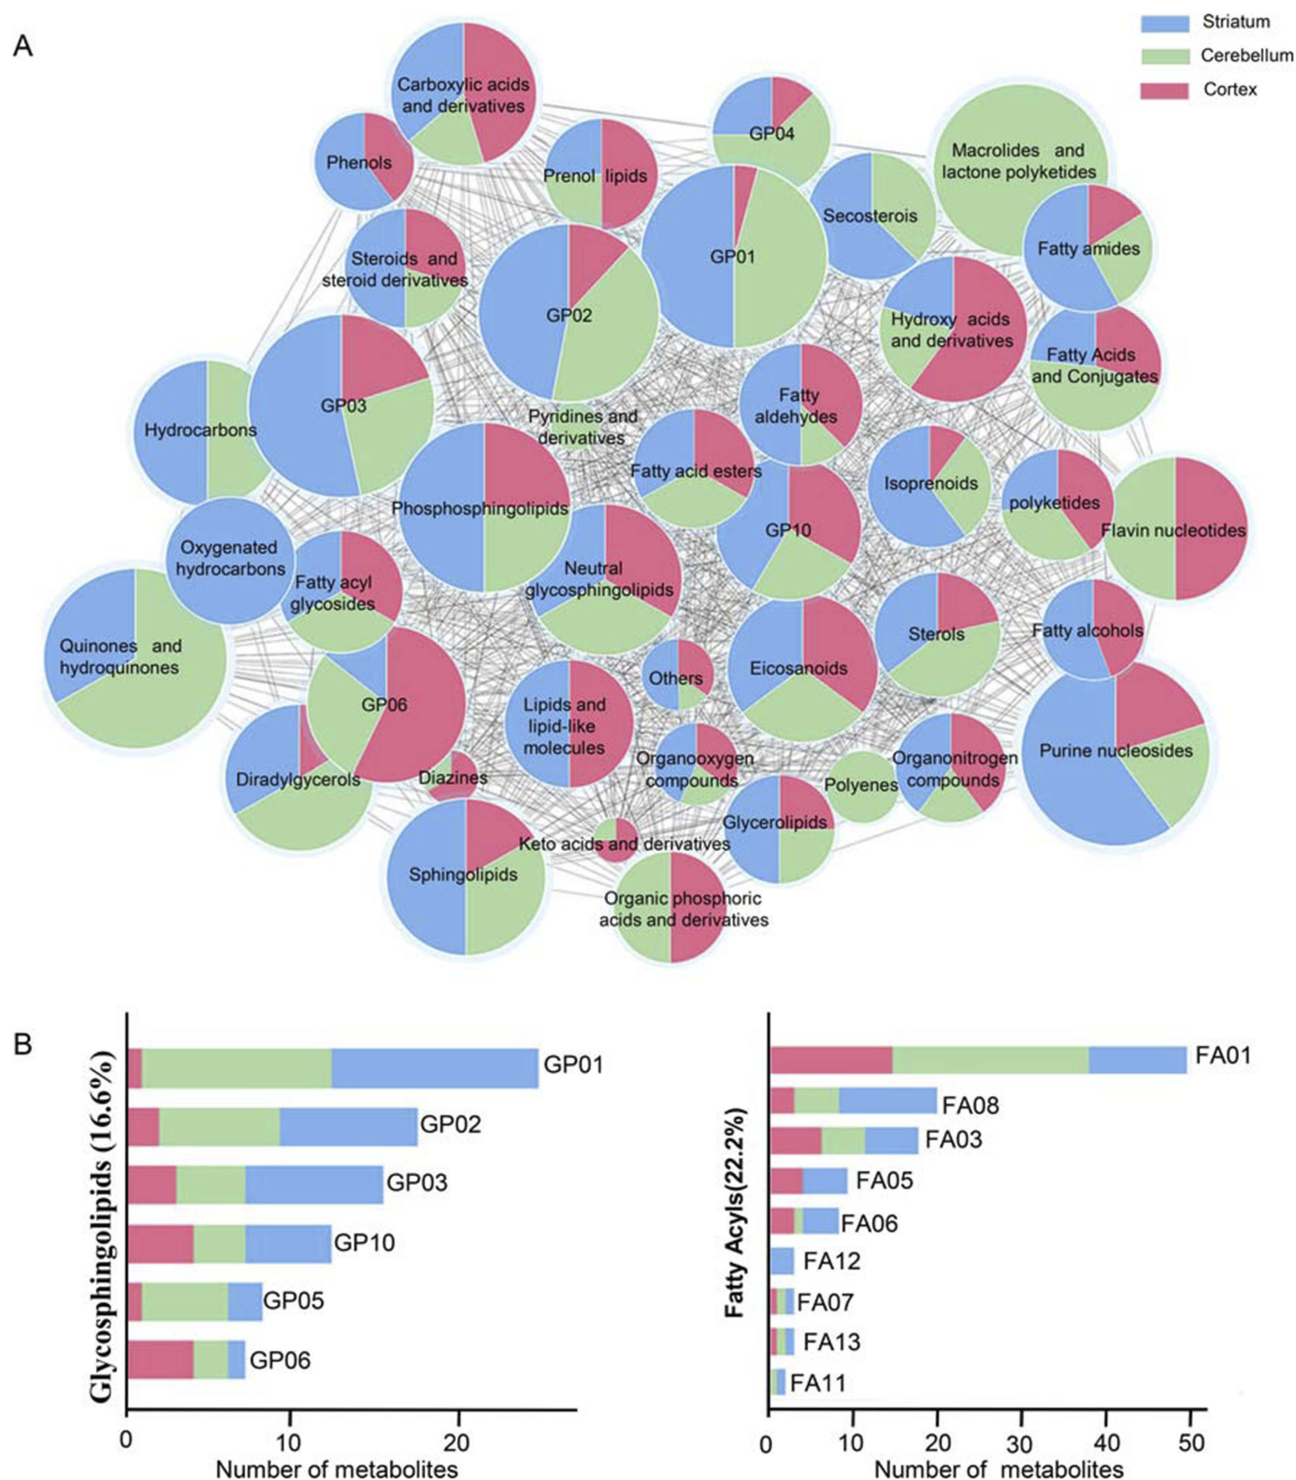 A
Striatum
Cerebellum
Cortex
Carboxylic acids
and derivatives
Phenols
Prenol lipids
GP04
Macrolides and
lactone polyketides
Secosterois
Fatty amides
Steroids and
steroid derivatives
GP01
GP02
Hydroxy acids
and derivatives
Fatty Acids
and Conjugates
GP03
Fatty
aldehydes
Hydrocarbons
Pyridines and
derivatives
Fatty acid esters
Isoprenoids
polyketides
Flavin nucleotides
Phosphosphingolipids
GP10
Oxygenated
hydrocarbons
Fatty acyl
glycosides
Neutral
glycosphingolipids
Quinones and
hydroquinones
Sterols
Fatty alcohols
Eicosanoids
Others
GP06
Lipids and
lipid-like
molecules
Purine nucleosides
Diradylgycerols
Diazines
Organooxygen
compounds
Polyenes
Organonitrogen
compounds
Glycerolipids
Keto acids and derivatives
Sphingolipids
Organic phosphoric
acids and derivatives
B
Glycosphingolipids (16.6%)
GP01
GP02
GP03
GP10
GP05
GP06
0 10 20
Number of metabolites
Fatty Acyls(22.2%)
FA01
FA08
FA03
FA05
FA06
FA12
FA07
FA13
FA11
0 10 20 30 40 50
Number of metabolites